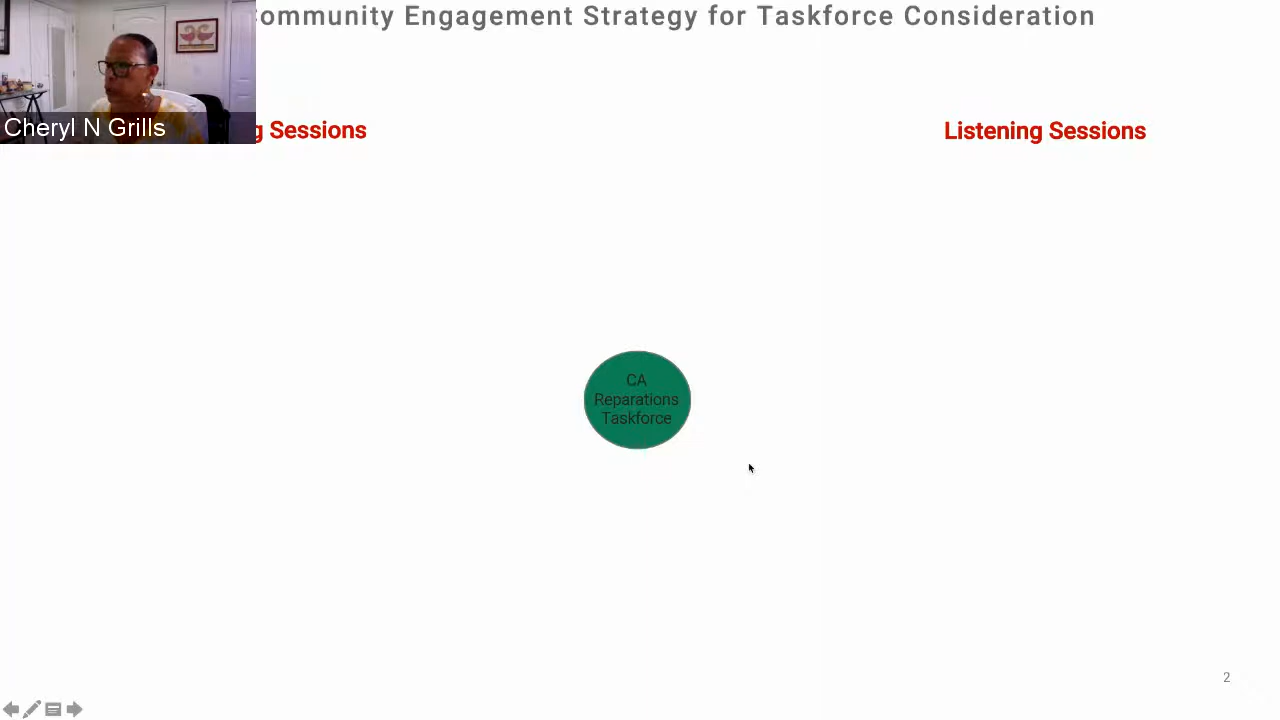 ommunity Engagement Strategy for Taskforce Consideration
Cheryl N Grills
g Sessions
Listening Sessions
CA
Reparations
Taskforce
2